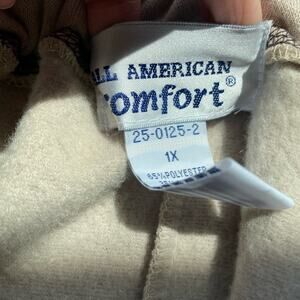 ALL AMERICAN
Comfort®
25-0125-2
1X
65%POLYESTER